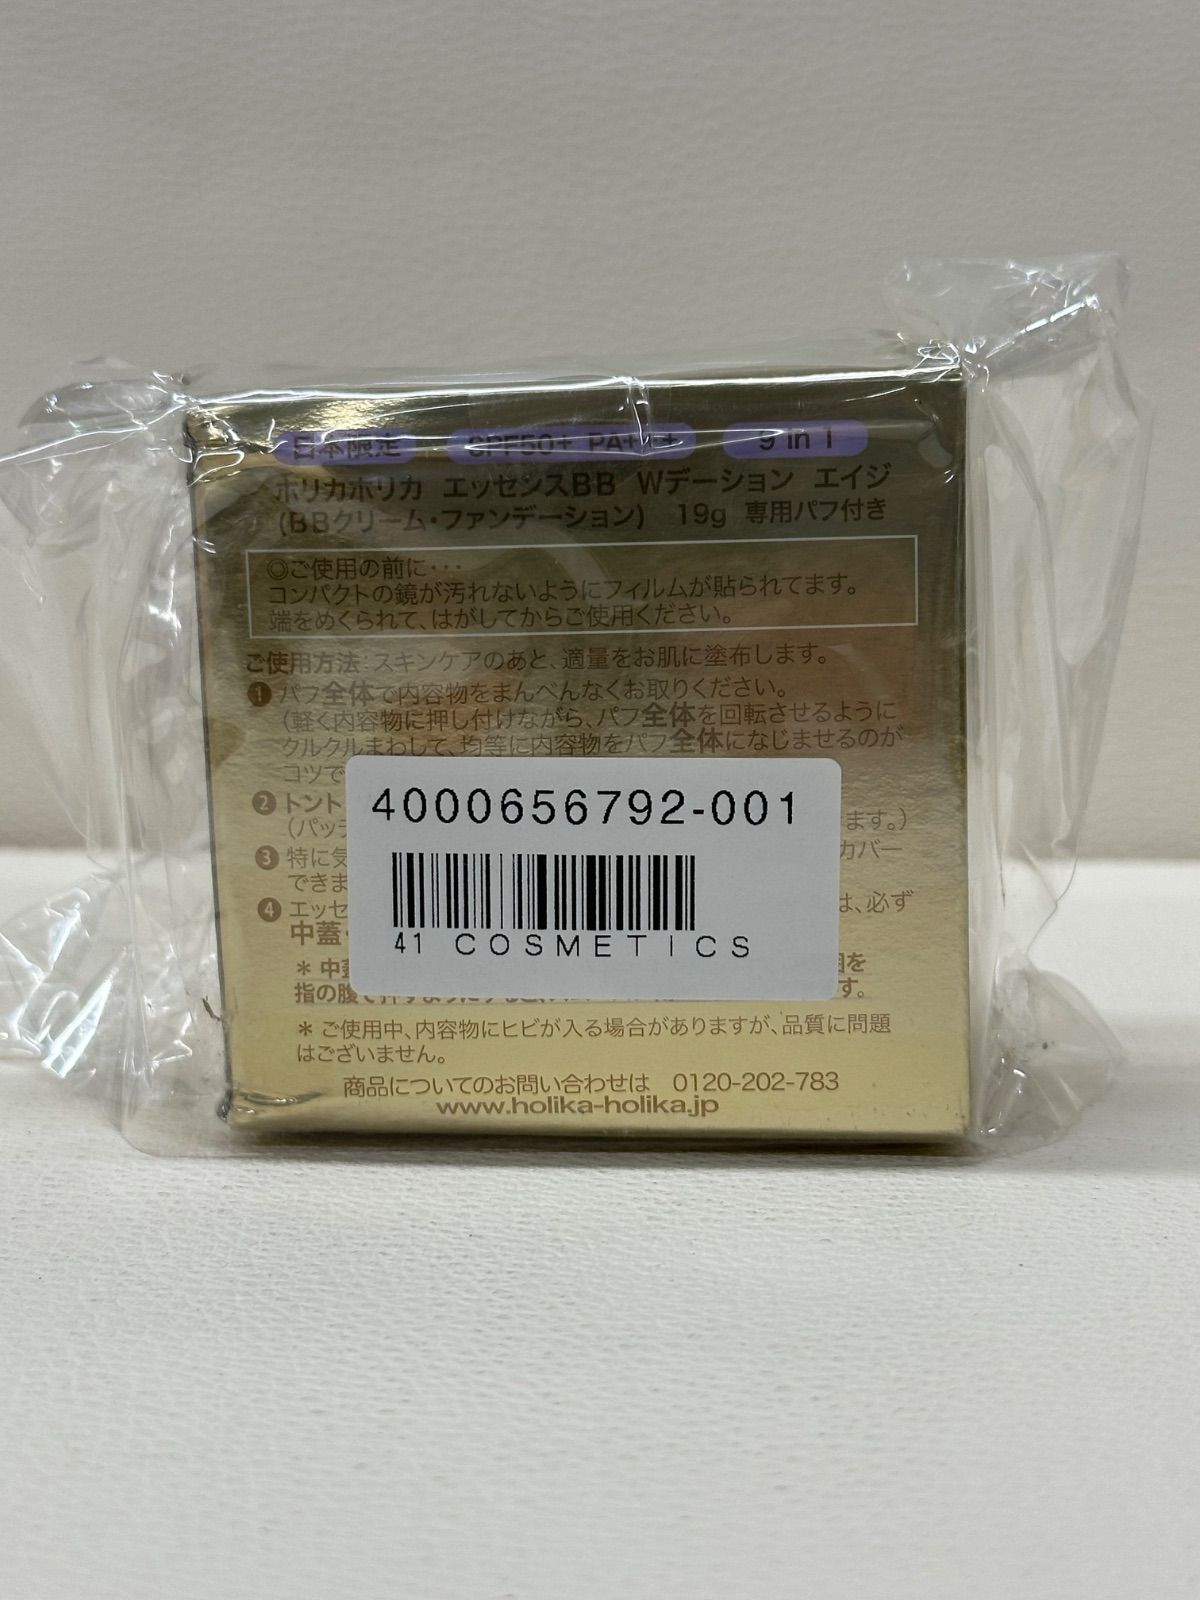 日本限定 SPF50+ PA+++ 9 in 1
ホリカホリカ エッセンスBB Wデーション エイジ
(BBクリーム・ファンデーション) 19g 専用パフ付き
◎ご使用の前に・・・
コンパクトの鏡が汚れないようにフィルムが貼られてます。
端をめくられて、はがしてからご使用ください。
ご使用方法:スキンケアのあと、適量をお肌に塗布します。
❶ パフ全体で内容物をまんべんなくお取りください。
(軽く内容物に押し付けながら、パフ全体を回転させるように
クルクルまわして、均等に内容物をパフ全体になじませるのが
コツで
❷ トント
(パッテ ます。)
❸ 特に気 カバー
できま
❹ エッセ は、必ず
中蓋・
＊中蓋 を
指の腹で す。
＊ご使用中、内容物にヒビが入る場合がありますが、品質に問題
はございません。
商品についてのお問い合わせは 0120-202-783
www.holika-holika.jp
4000656792-001
41 COSMETICS